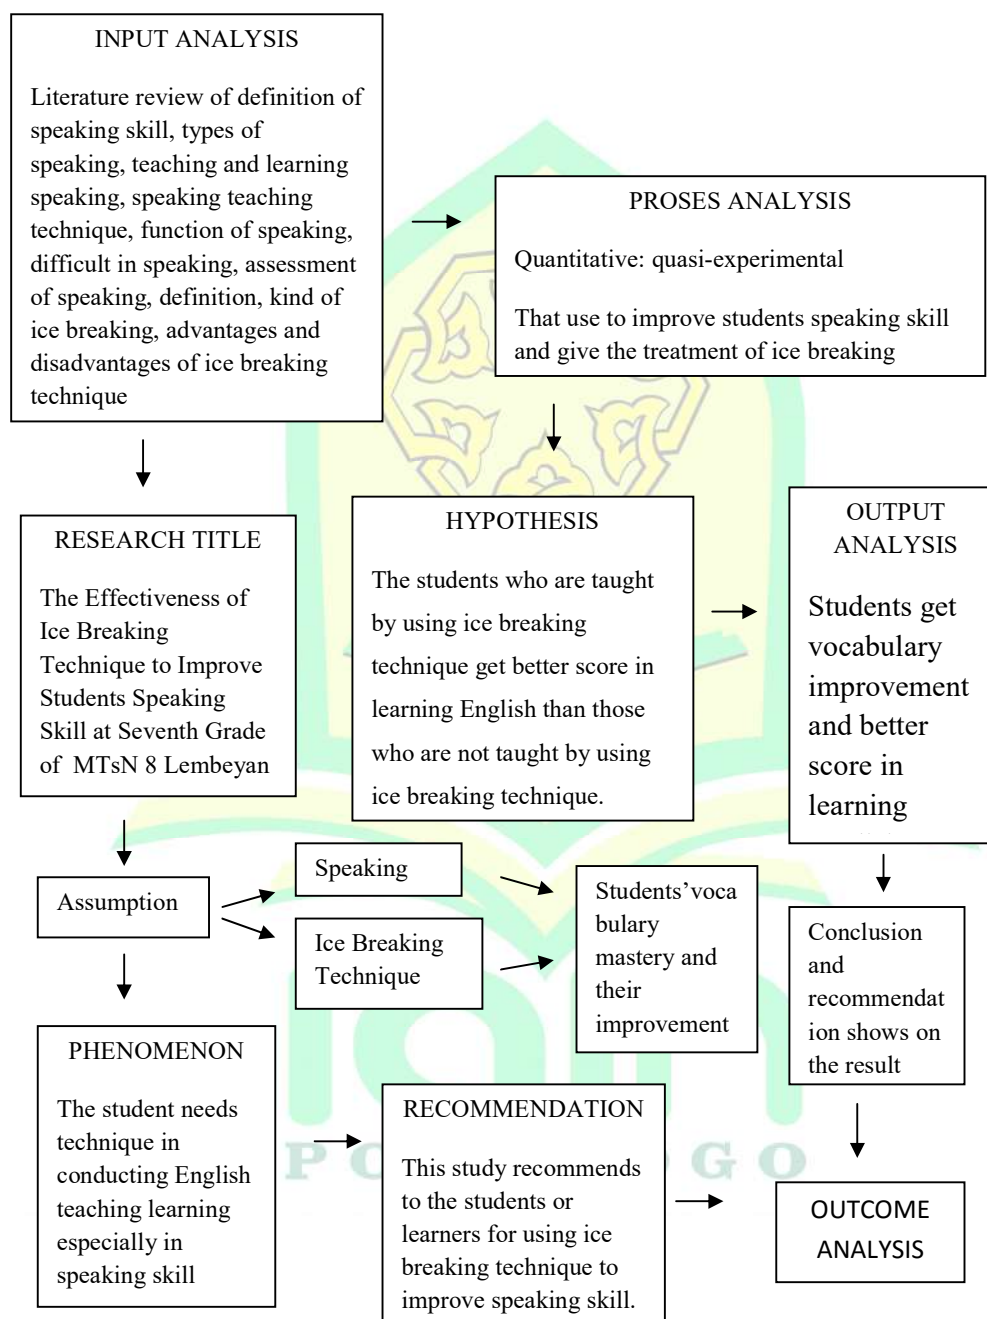 INPUT ANALYSIS
Literature review of definition of
speaking skill, types of
speaking, teaching and learning
speaking, speaking teaching
technique, function of speaking,
difficult in speaking, assessment
of speaking, definition, kind of
ice breaking, advantages and
disadvantages of ice breaking
technique
PROSES ANALYSIS
Quantitative: quasi-experimental
That use to improve students speaking skill
and give the treatment of ice breaking
RESEARCH TITLE
The Effectiveness of
Ice Breaking
Technique to Improve
Students Speaking
Skill at Seventh Grade
of MTsN 8 Lembeyan
HYPOTHESIS
The students who are taught
by using ice breaking
technique get better score in
learning English than those
who are not taught by using
ice breaking technique.
OUTPUT
ANALYSIS
Students get
vocabulary
improvement
and better
score in
learning
Assumption
Speaking
Ice Breaking
Technique
Students'voca
bulary
mastery and
their
improvement
Conclusion
and
recommendat
ion shows on
the result
PHENOMENON
The student needs
technique in
conducting English
teaching learning
especially in
speaking skill
RECOMMENDATION
This study recommends
to the students or
learners for using ice
breaking technique to
improve speaking skill.
OUTCOME
ANALYSIS